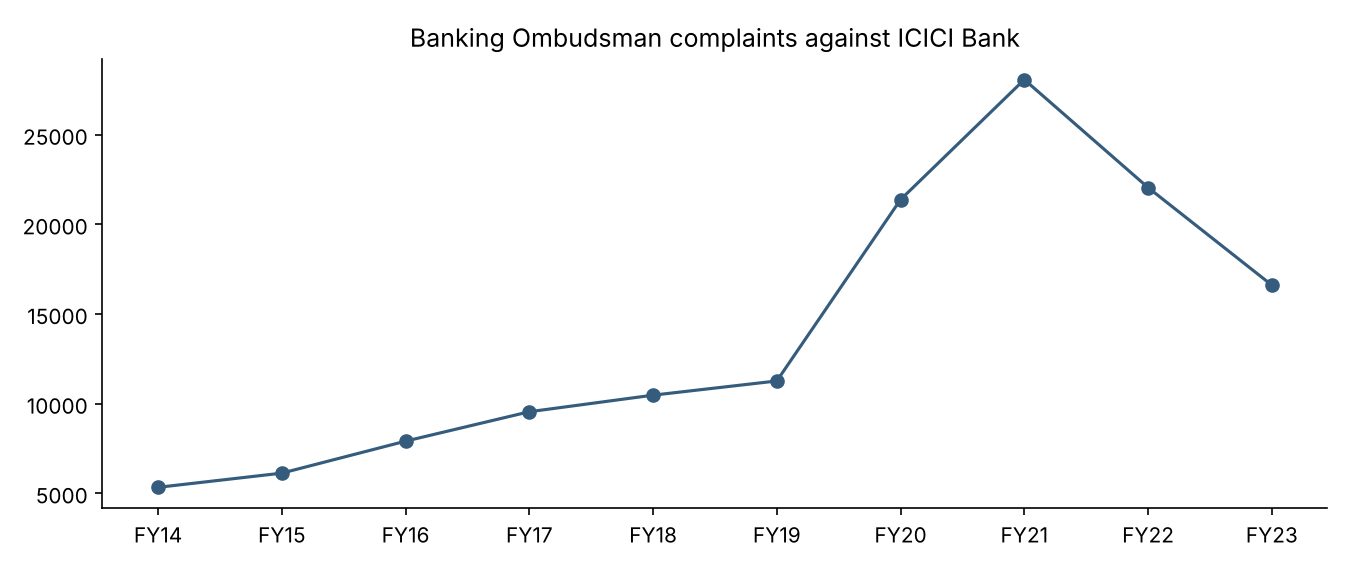 Banking Ombudsman complaints against ICICI Bank
25000
20000
15000
10000
5000
FY14 FY15 FY16 FY17 FY18 FY19 FY20 FY21 FY22 FY23